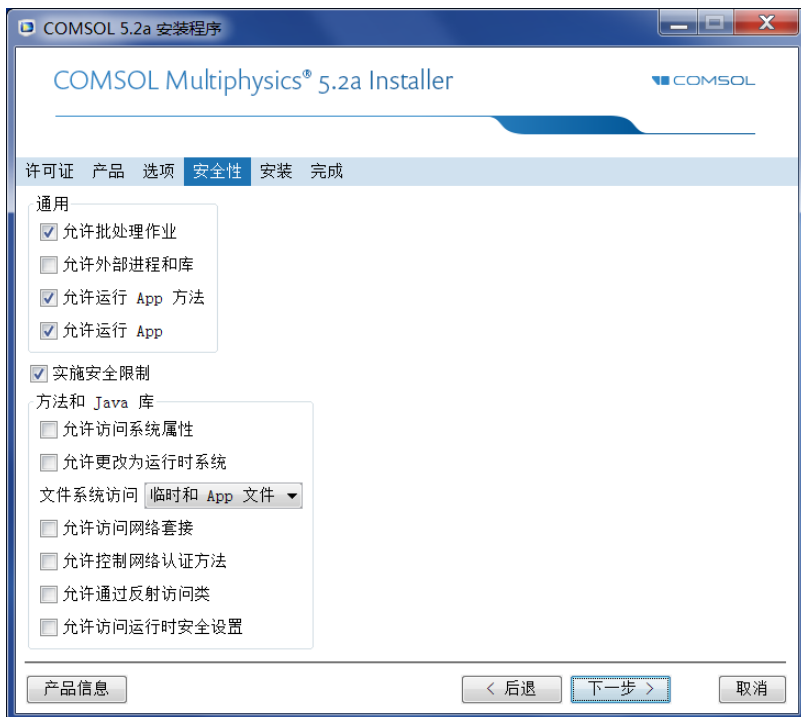 COMSOL 5.2a 安装程序
COMSOL Multiphysics® 5.2a Installer
COMSOL
许可证 产品 选项 安全性 安装 完成
通用
允许批处理作业
允许外部进程和库
允许运行 App 方法
允许运行 App
实施安全限制
方法和 Java 库
允许访问系统属性
允许更改为运行时系统
文件系统访问 临时和 App 文件
允许访问网络套接
允许控制网络认证方法
允许通过反射访问类
允许访问运行时安全设置
产品信息 < 后退 下一步 > 取消